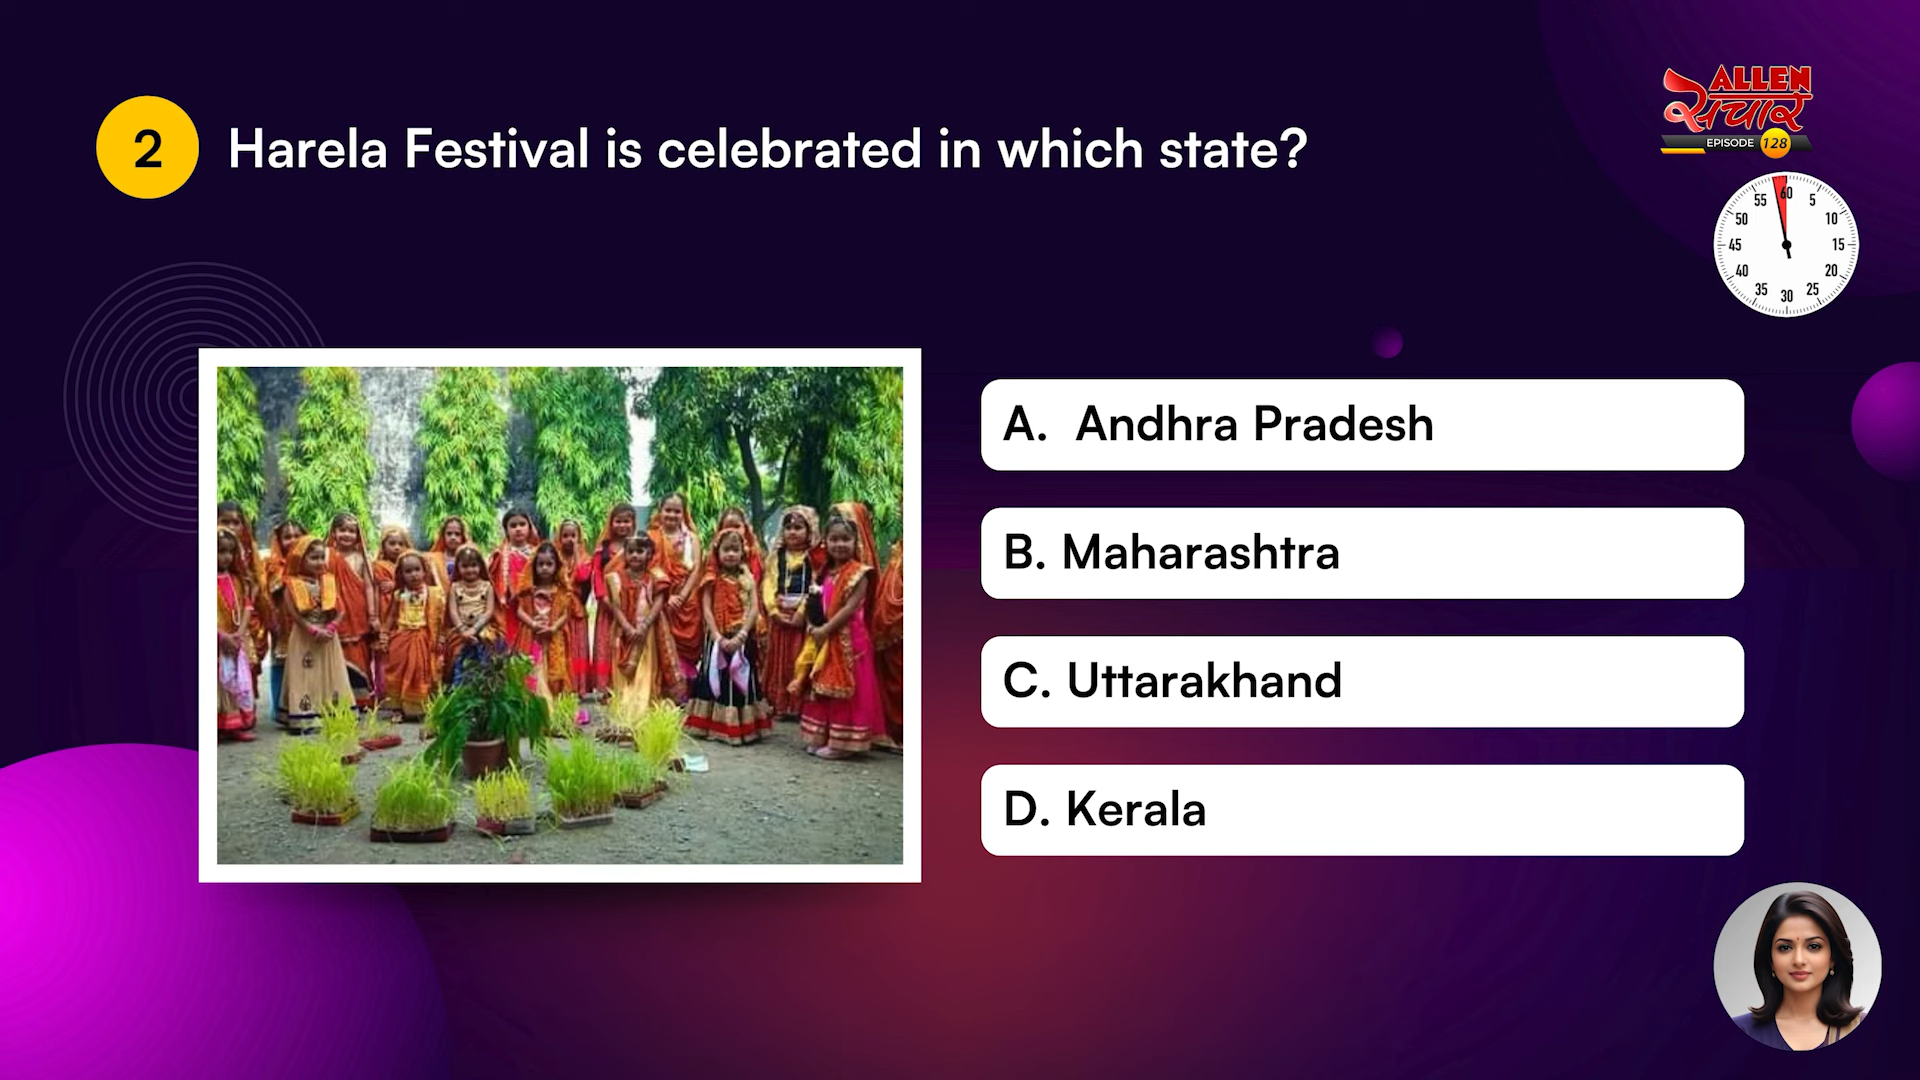 2 Harela Festival is celebrated in which state?
ALLEN
संचार
EPISODE 128
60
5
10
15
20
25
30
35
40
45
50
55
A. Andhra Pradesh
B. Maharashtra
C. Uttarakhand
D. Kerala